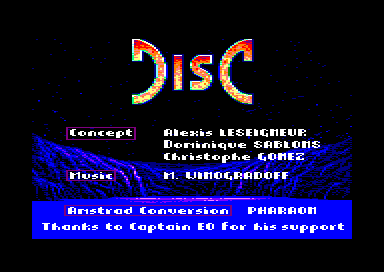 DISC
Concept Alexis LESEIGNEUR
Dominique SABLONS
Christophe GOMEZ
Music M. WINOGRADOFF
Amstrad Conversion PHARAON
Thanks to Captain EO for his support